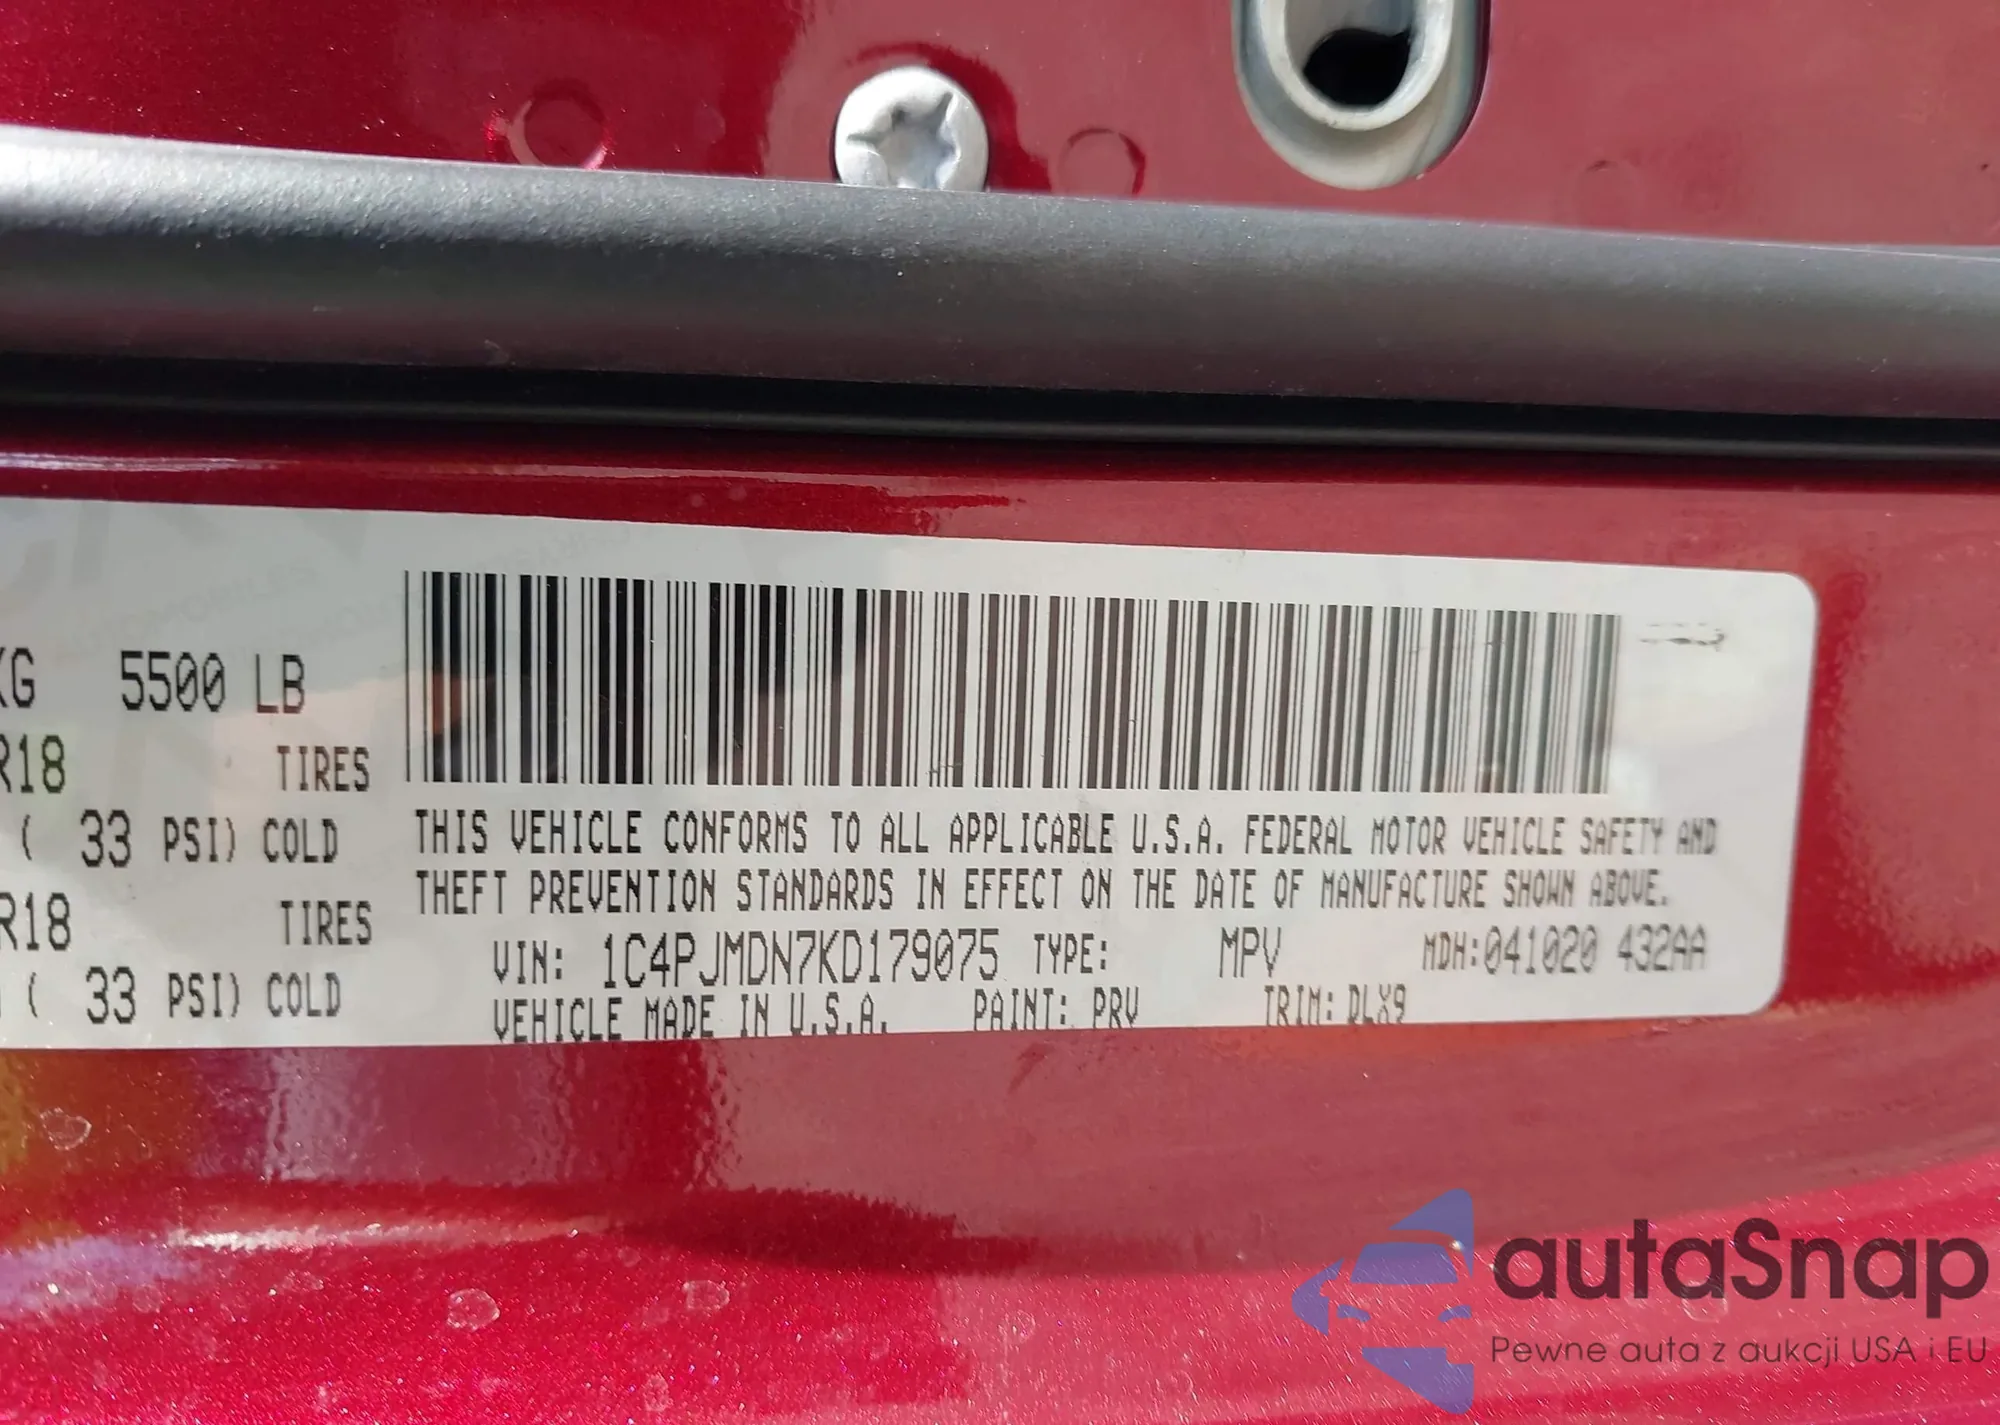 KG 5500 LB
R18 TIRES
( 33 PSI) COLD
R18 TIRES
( 33 PSI) COLD
THIS VEHICLE CONFORMS TO ALL APPLICABLE U.S.A. FEDERAL MOTOR VEHICLE SAFETY AND
THEFT PREVENTION STANDARDS IN EFFECT ON THE DATE OF MANUFACTURE SHOWN ABOVE.
VIN: 1C4PJMDN7KD179075 TYPE: MPV MDH:041020 432AA
VEHICLE MADE IN U.S.A. PAINT: PRV TRIM: DLX9
autaSnap
Pewne auta z aukcji USA i EU